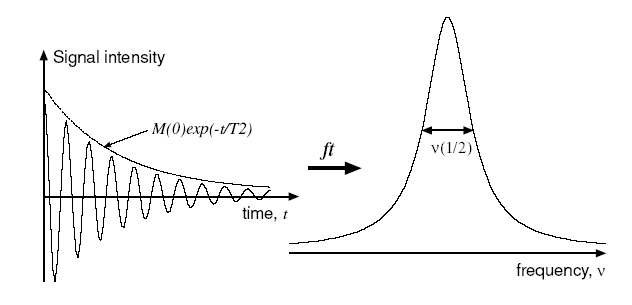 Signal intensity
M(0)exp(-t/T2)
ft
ν(1/2)
time, t
frequency, ν